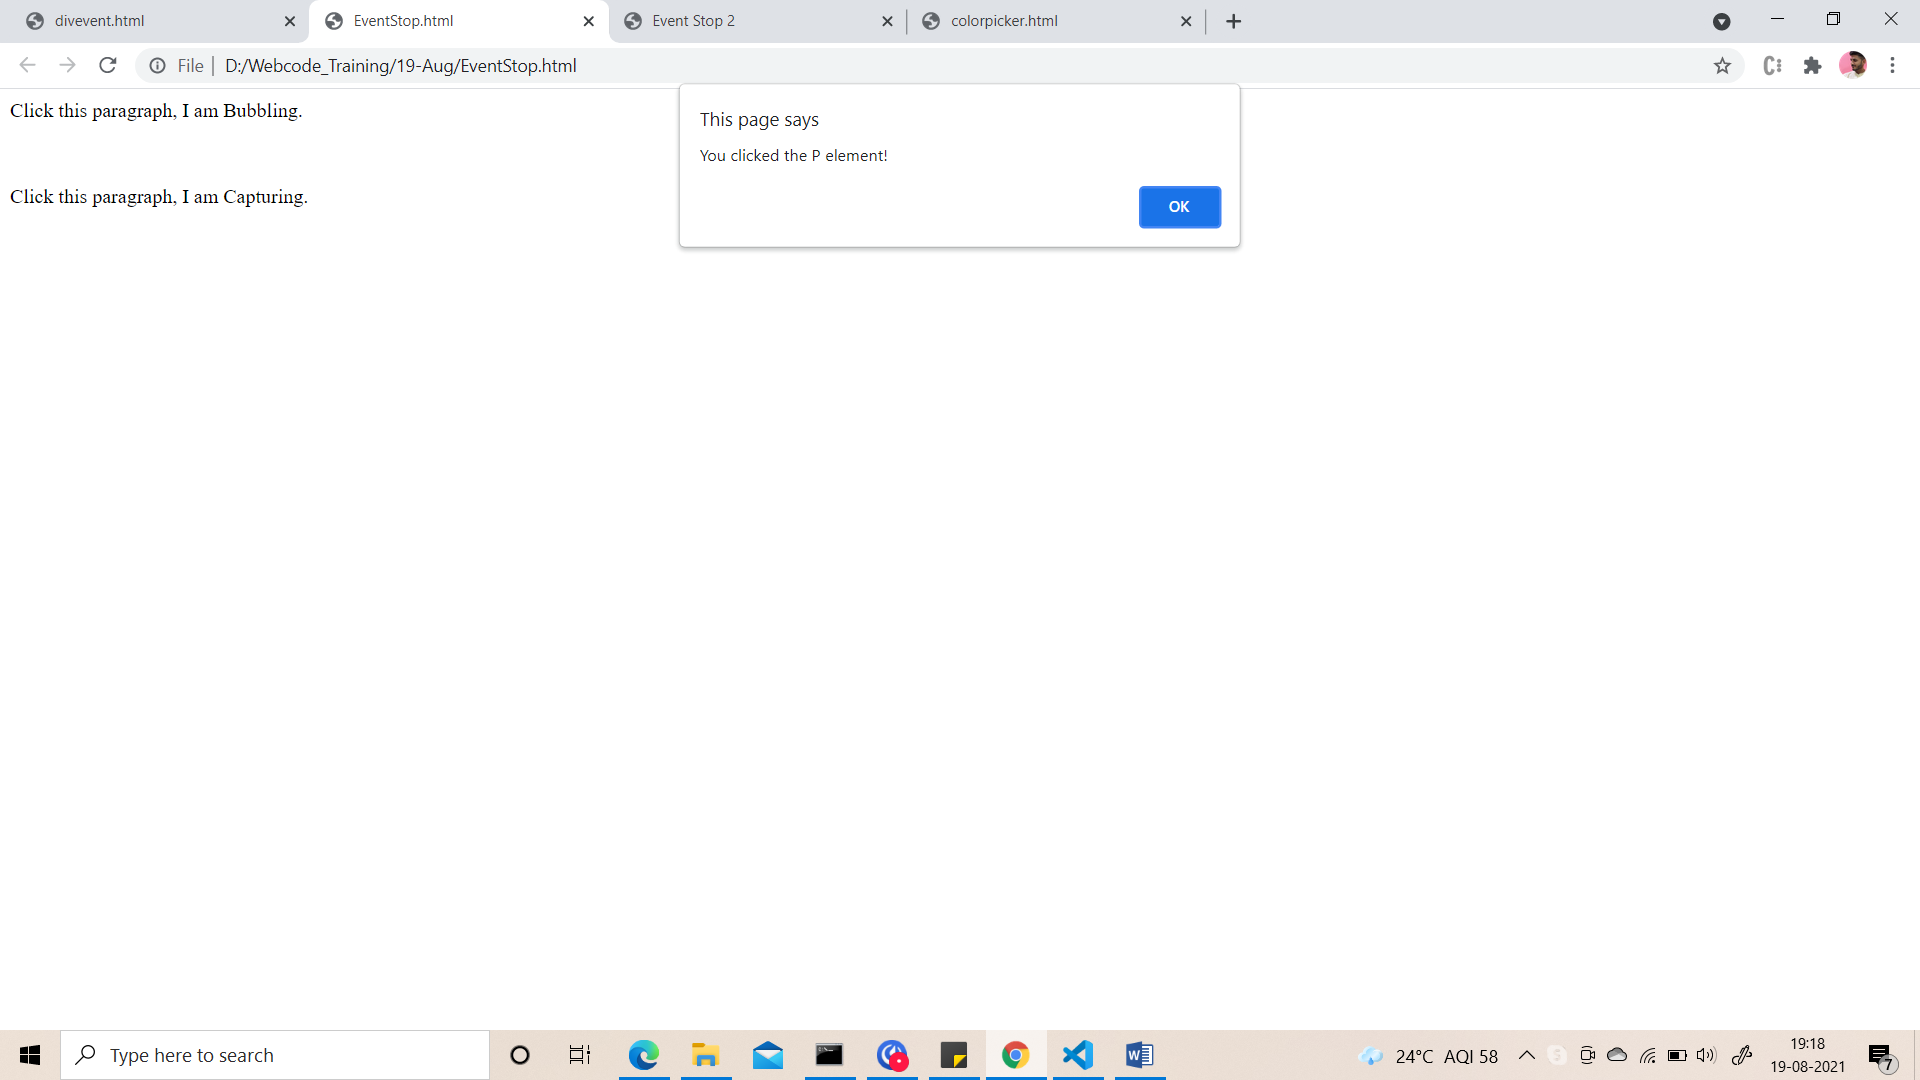 divevent.html
EventStop.html
Event Stop 2
colorpicker.html
File
D:/Webcode_Training/19-Aug/EventStop.html
Click this paragraph, I am Bubbling.
Click this paragraph, I am Capturing.
This page says
You clicked the P element!
OK
Type here to search
24°C AQI 58
19:18
19-08-2021
7